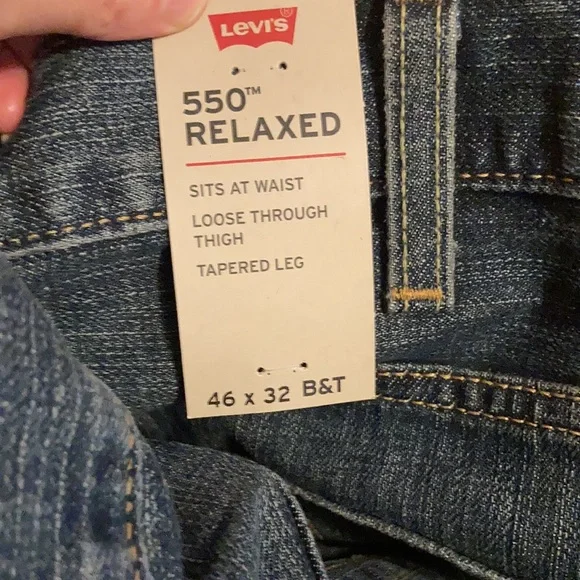 Levi's®
550™
RELAXED
SITS AT WAIST
LOOSE THROUGH
THIGH
TAPERED LEG
46 x 32 B&T